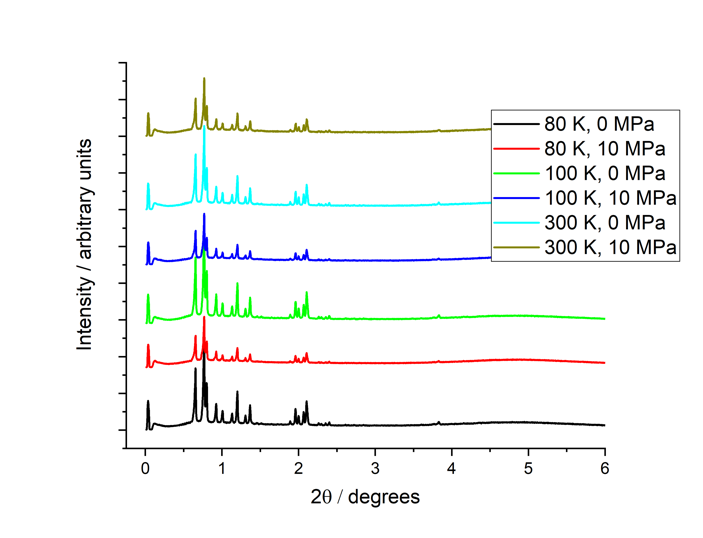 80 K, 0 MPa
80 K, 10 MPa
100 K, 0 MPa
100 K, 10 MPa
300 K, 0 MPa
300 K, 10 MPa
Intensity / arbitrary units
0 1 2 3 4 5 6
2θ / degrees